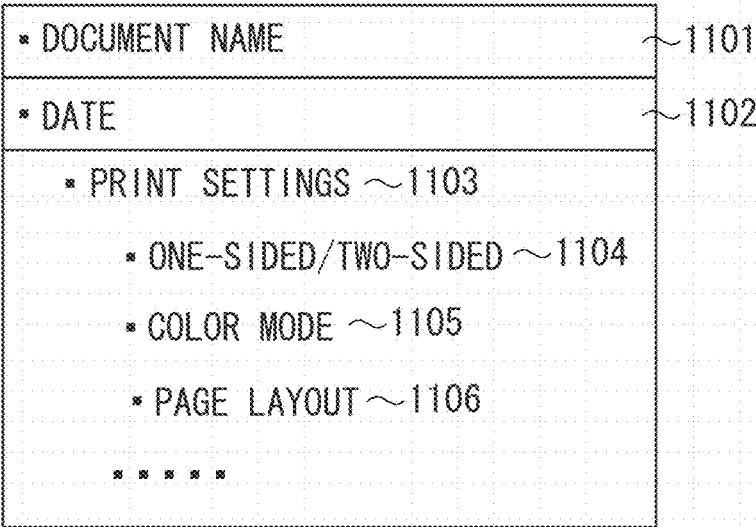 ▪ DOCUMENT NAME ~1101
▪ DATE ~1102
▪ PRINT SETTINGS ~1103
▪ ONE-SIDED/TWO-SIDED ~1104
▪ COLOR MODE ~1105
▪ PAGE LAYOUT ~1106
▪ ▪ ▪ ▪ ▪